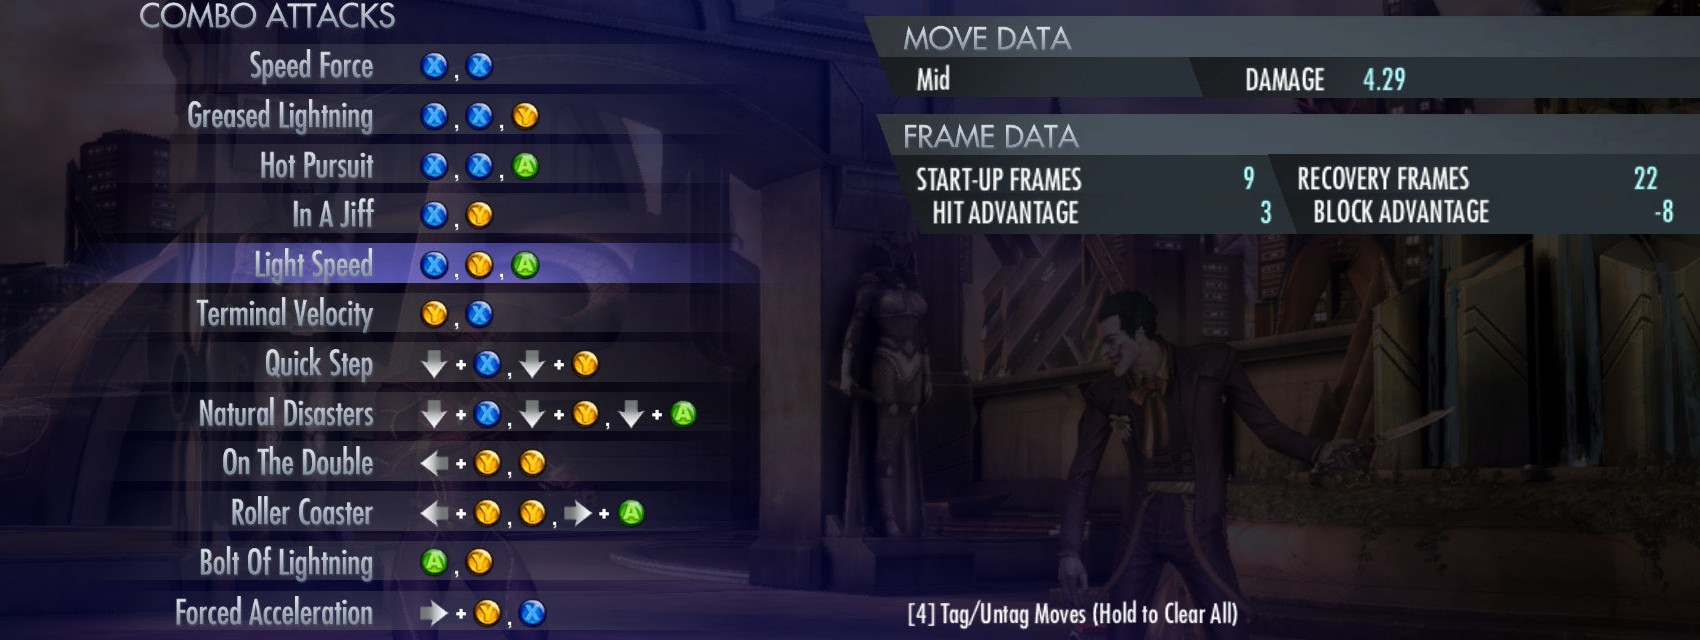 COMBO ATTACKS
Speed Force X , X
Greased Lightning X , X , Y
Hot Pursuit X , X , A
In A Jiff X , Y
Light Speed X , Y , A
Terminal Velocity Y , X
Quick Step + X , + Y
Natural Disasters + X , + Y , + A
On The Double + Y , Y
Roller Coaster + Y , Y , + A
Bolt Of Lightning A , Y
Forced Acceleration + Y , X
MOVE DATA
Mid DAMAGE 4.29
FRAME DATA
START-UP FRAMES 9 RECOVERY FRAMES 22
HIT ADVANTAGE 3 BLOCK ADVANTAGE -8
[4] Tag/Untag Moves (Hold to Clear All)